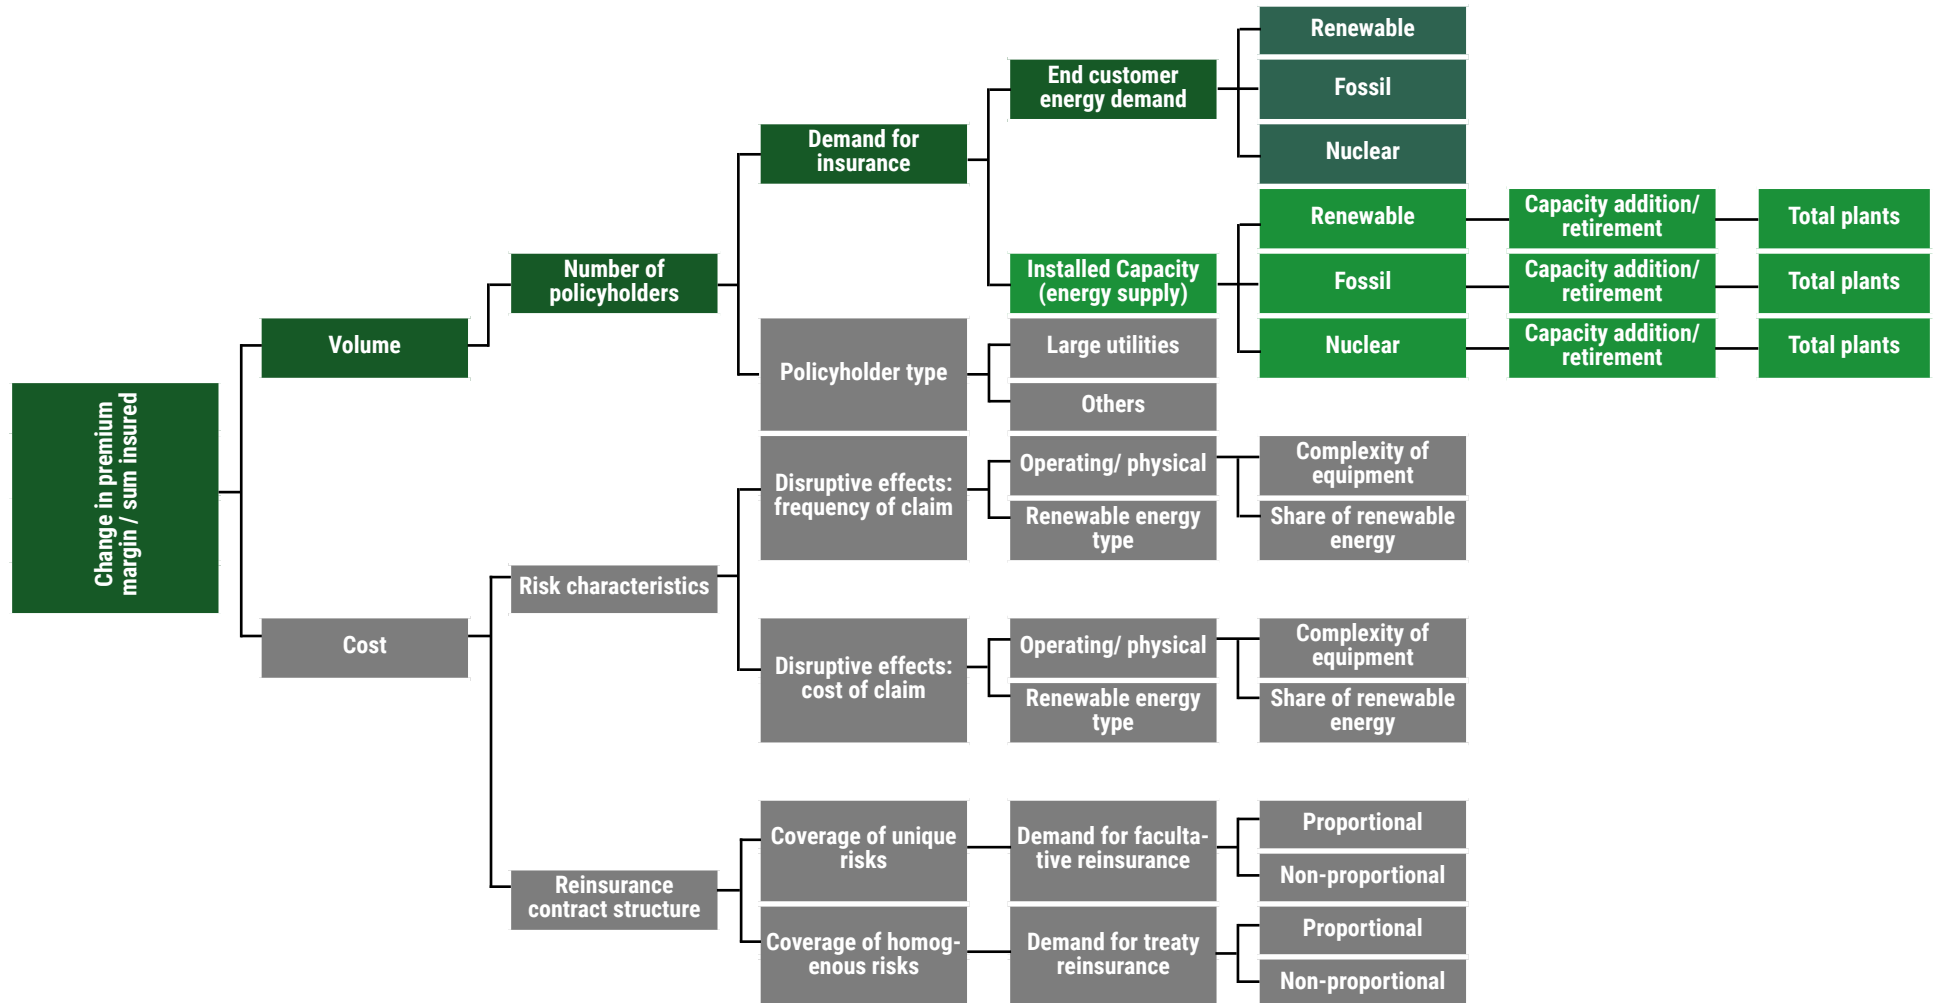 Change in premium
margin / sum insured
Volume
Cost
Number of
policyholders
Risk characteristics
Reinsurance
contract structure
Demand for
insurance
Policyholder type
Disruptive effects:
frequency of claim
Disruptive effects:
cost of claim
Coverage of unique
risks
Coverage of homog-
enous risks
End customer
energy demand
Installed Capacity
(energy supply)
Large utilities
Others
Operating/ physical
Renewable energy
type
Operating/ physical
Renewable energy
type
Demand for faculta-
tive reinsurance
Demand for treaty
reinsurance
Renewable
Fossil
Nuclear
Renewable
Fossil
Nuclear
Complexity of
equipment
Share of renewable
energy
Complexity of
equipment
Share of renewable
energy
Proportional
Non-proportional
Proportional
Non-proportional
Capacity addition/
retirement
Capacity addition/
retirement
Capacity addition/
retirement
Total plants
Total plants
Total plants